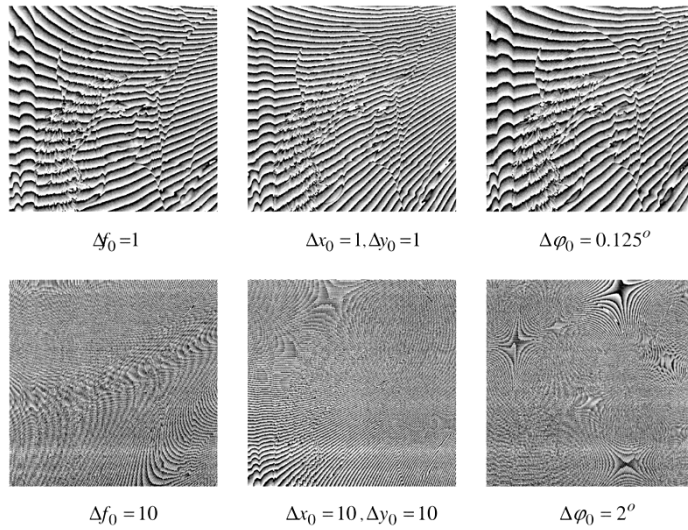 Δf₀ =1
Δx₀ =1, Δy₀ =1
Δφ₀ = 0.125°
Δf₀ = 10
Δx₀ = 10 , Δy₀ = 10
Δφ₀ = 2°